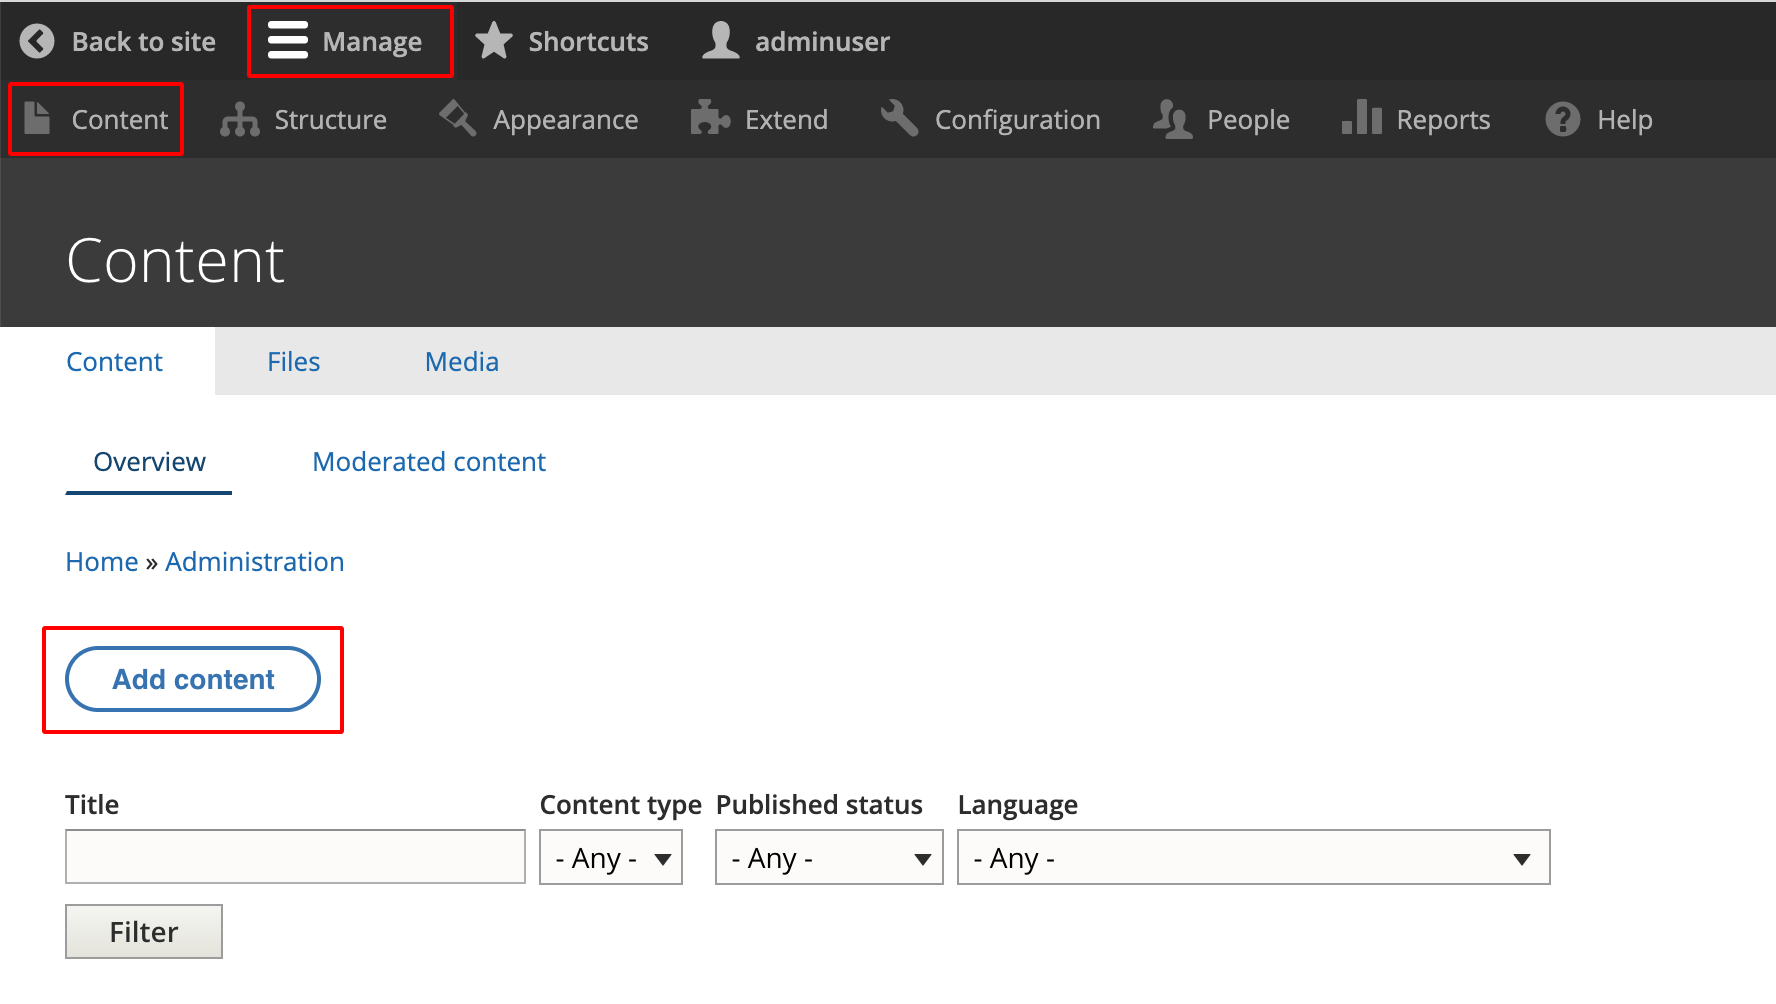 Back to site Manage Shortcuts adminuser
Content Structure Appearance Extend Configuration People Reports Help
Content
Content Files Media
Overview Moderated content
Home » Administration
Add content
Title Content type Published status Language
- Any - - Any - - Any -
Filter